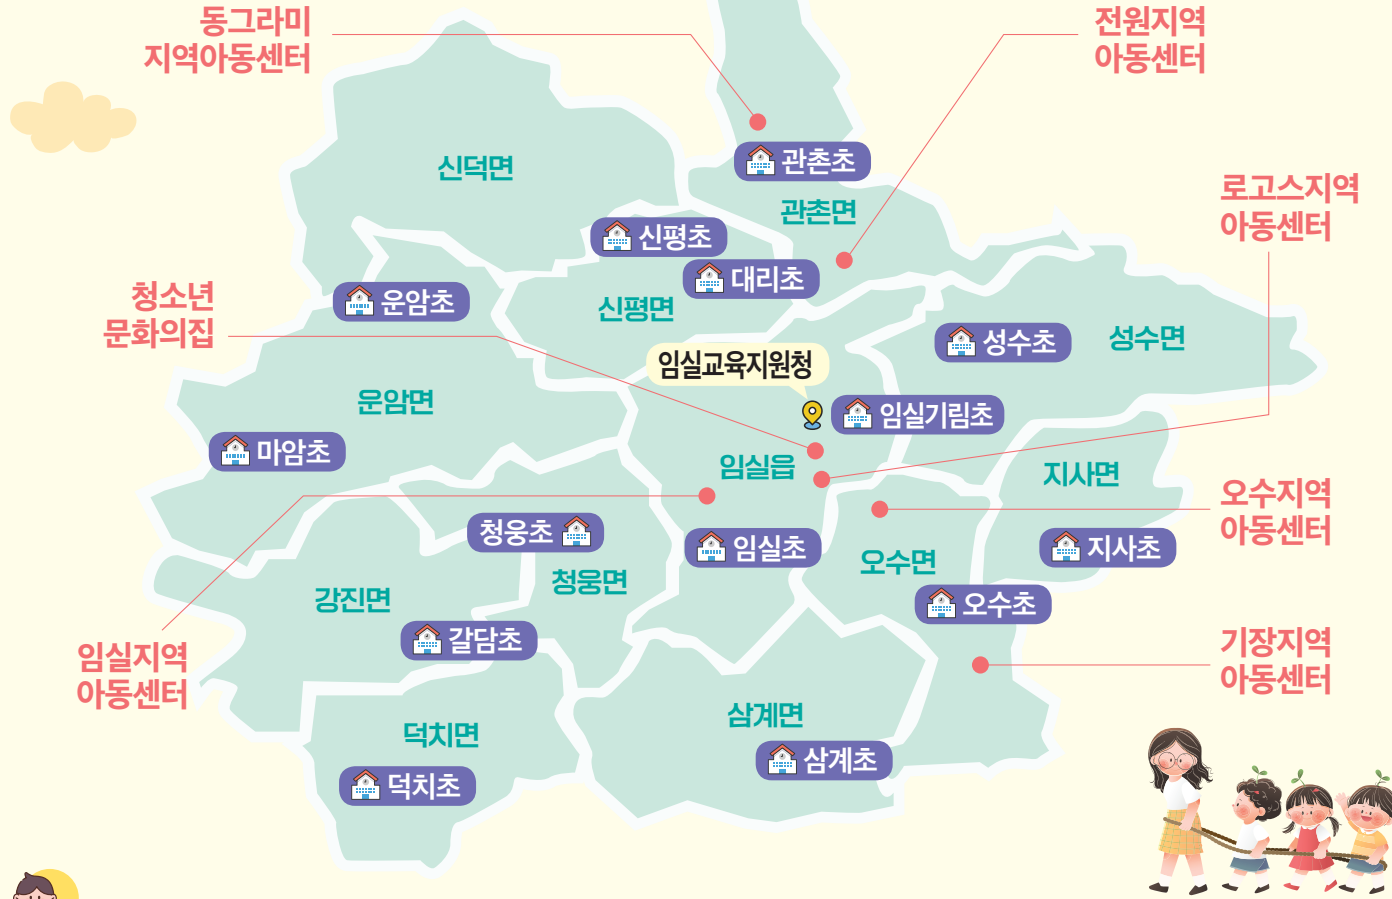 동그라미
지역아동센터
전원지역
아동센터
관촌초
신덕면
로고스지역
아동센터
관촌면
신평초
대리초
청소년
문화의집
운암초
신평면
성수초
성수면
임실교육지원청
운암면
임실기림초
마암초
임실읍
지사면
오수지역
아동센터
청웅초
임실초
지사초
오수면
청웅면
강진면
오수초
갈담초
임실지역
아동센터
기장지역
아동센터
삼계면
덕치면
삼계초
덕치초